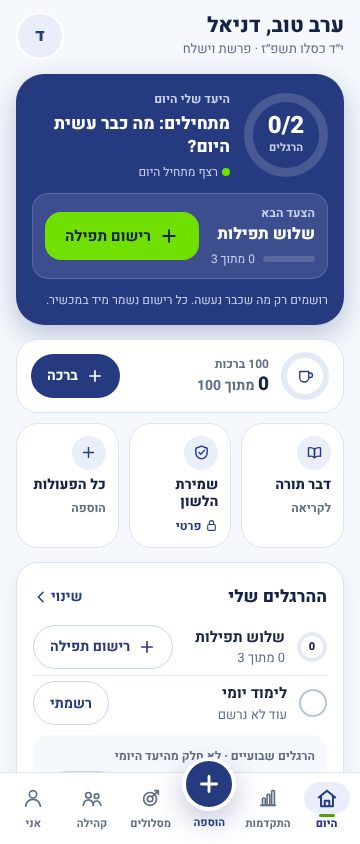 ערב טוב, דניאל
י״ד כסלו תשפ״ז · פרשת וישלח
ד
היעד שלי היום
מתחילים: מה כבר עשית
היום?
רצף מתחיל היום
0/2
הרגלים
הצעד הבא
שלוש תפילות
0 מתוך 3
רישום תפילה
רושמים רק מה שכבר נעשה. כל רישום נשמר מיד במכשיר.
100 ברכות
0 מתוך 100
ברכה
דבר תורה
לקריאה
שמירת
הלשון
פרטי
כל הפעולות
הוספה
ההרגלים שלי
שינוי
0
שלוש תפילות
0 מתוך 3
רישום תפילה
לימוד יומי
עוד לא נרשם
רשמתי
הרגלים שבועיים · לא חלק מהיעד היומי
היום
התקדמות
הוספה
מסלולים
קהילה
אני